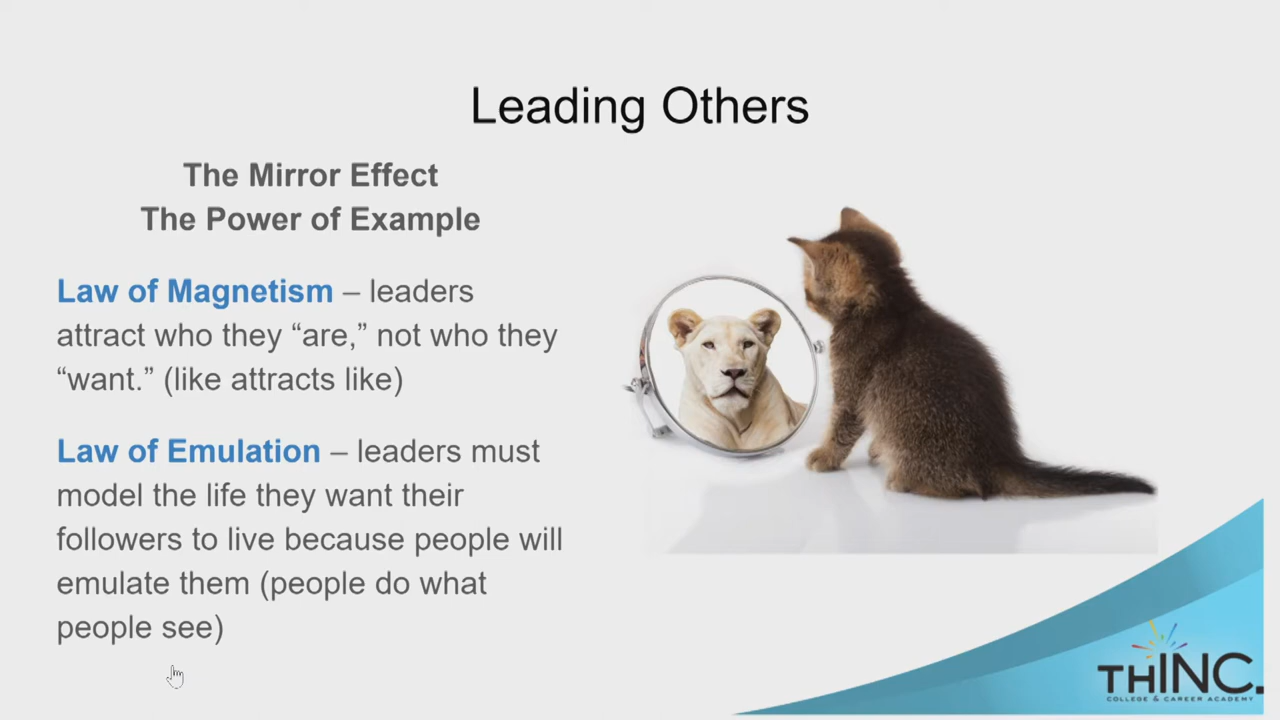 Leading Others
The Mirror Effect
The Power of Example
Law of Magnetism – leaders
attract who they “are,” not who they
“want.” (like attracts like)
Law of Emulation – leaders must
model the life they want their
followers to live because people will
emulate them (people do what
people see)
THINC.
COLLEGE & CAREER ACADEMY